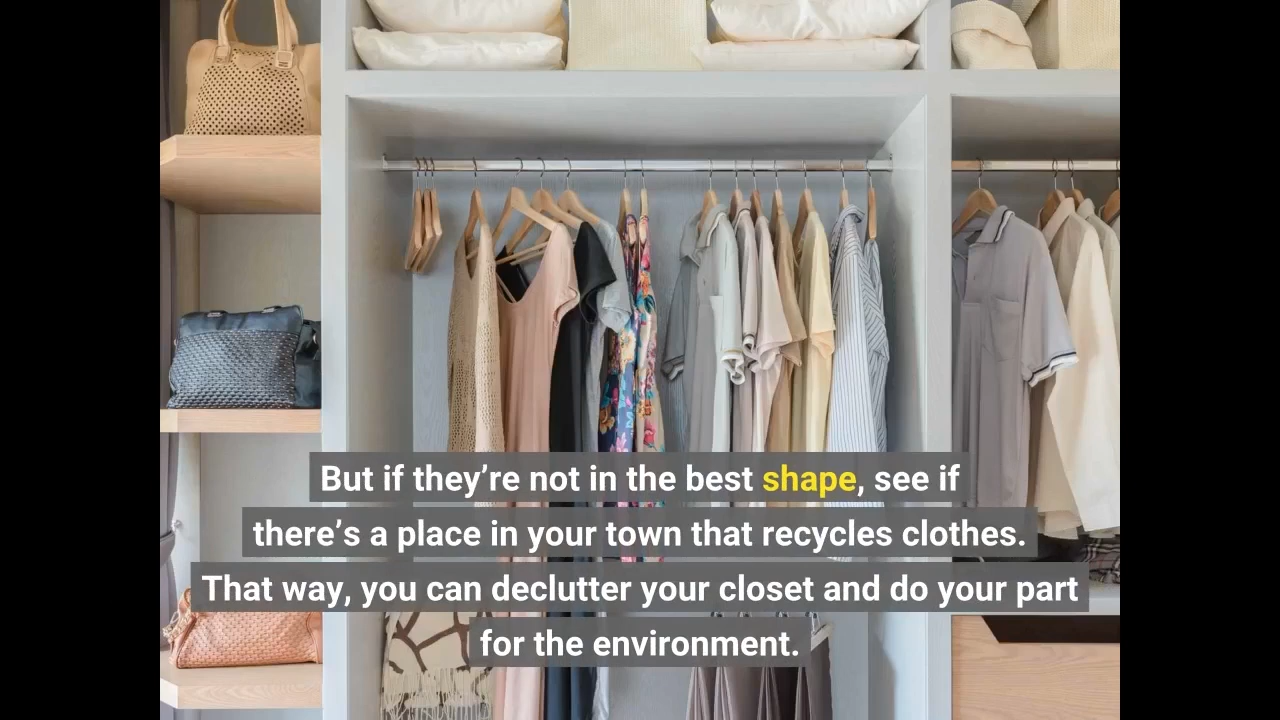 But if they’re not in the best shape, see if
there’s a place in your town that recycles clothes.
That way, you can declutter your closet and do your part
for the environment.